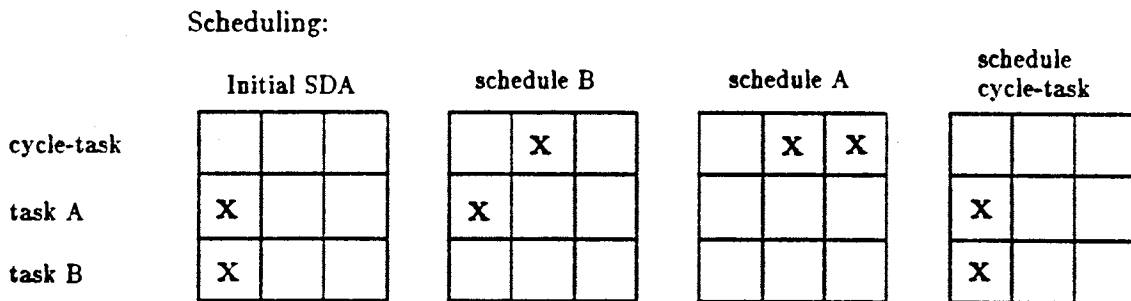 Scheduling:
Initial SDA
schedule B
schedule A
schedule
cycle-task
cycle-task
X
X
X
task A
X
X
X
task B
X
X